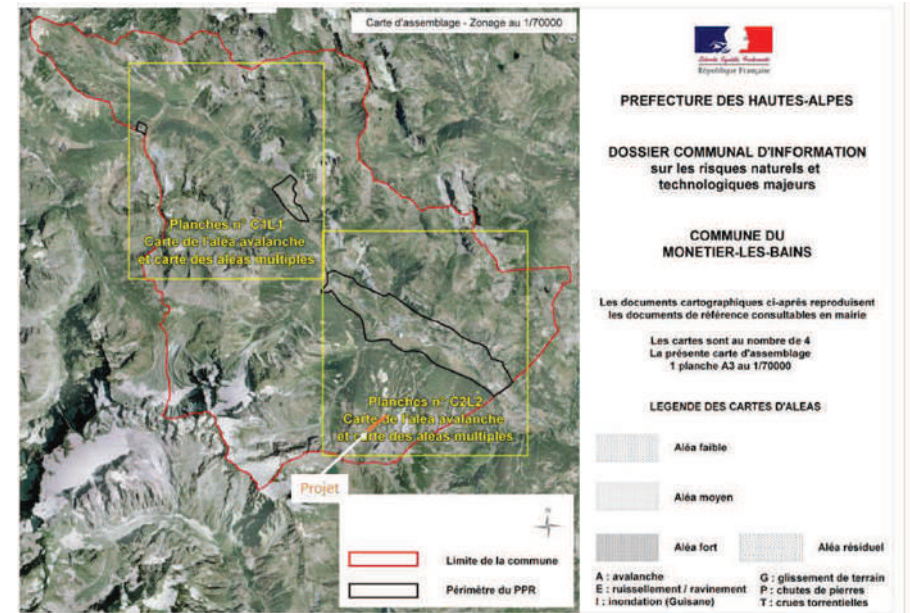 Carte d'assemblage - Zonage au 1/70000
Planches n° C1L1
Carte de l'aléa avalanche
et carte des aléas multiples
Planches n° C2L2
Carte de l'aléa avalanche
et carte des aléas multiples
Projet
N
Limite de la commune
Périmètre du PPR
Liberté • Égalité • Fraternité
République Française
PREFECTURE DES HAUTES-ALPES
DOSSIER COMMUNAL D'INFORMATION
sur les risques naturels et
technologiques majeurs
COMMUNE DU
MONETIER-LES-BAINS
Les documents cartographiques ci-après reproduisent
les documents de référence consultables en mairie
Les cartes sont au nombre de 4
La présente carte d'assemblage
1 planche A3 au 1/70000
LEGENDE DES CARTES D'ALEAS
Aléa faible
Aléa moyen
Aléa fort
Aléa résiduel
A : avalanche
E : ruissellement / ravinement
I : inondation (Guisane)
G : glissement de terrain
P : chutes de pierres
T : crues torrentielles